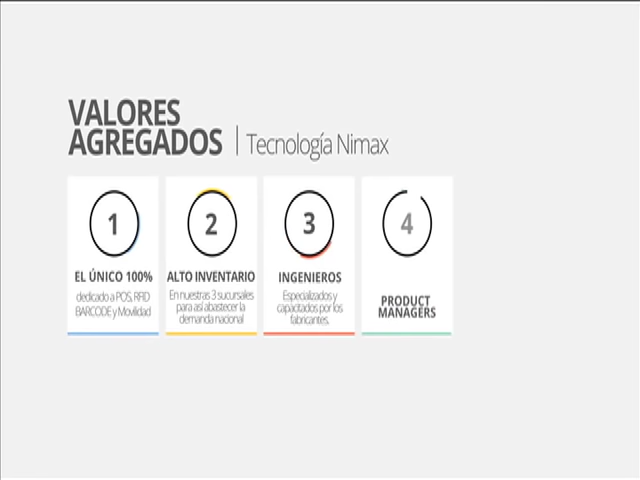 VALORES
AGREGADOS | Tecnología Nimax
1
EL ÚNICO 100%
dedicado a POS, RFID
BARCODE y Movilidad
2
ALTO INVENTARIO
En nuestras 3 sucursales
para así abastecer la
demanda nacional
3
INGENIEROS
Especializados y
capacitados por los
fabricantes.
4
PRODUCT
MANAGERS